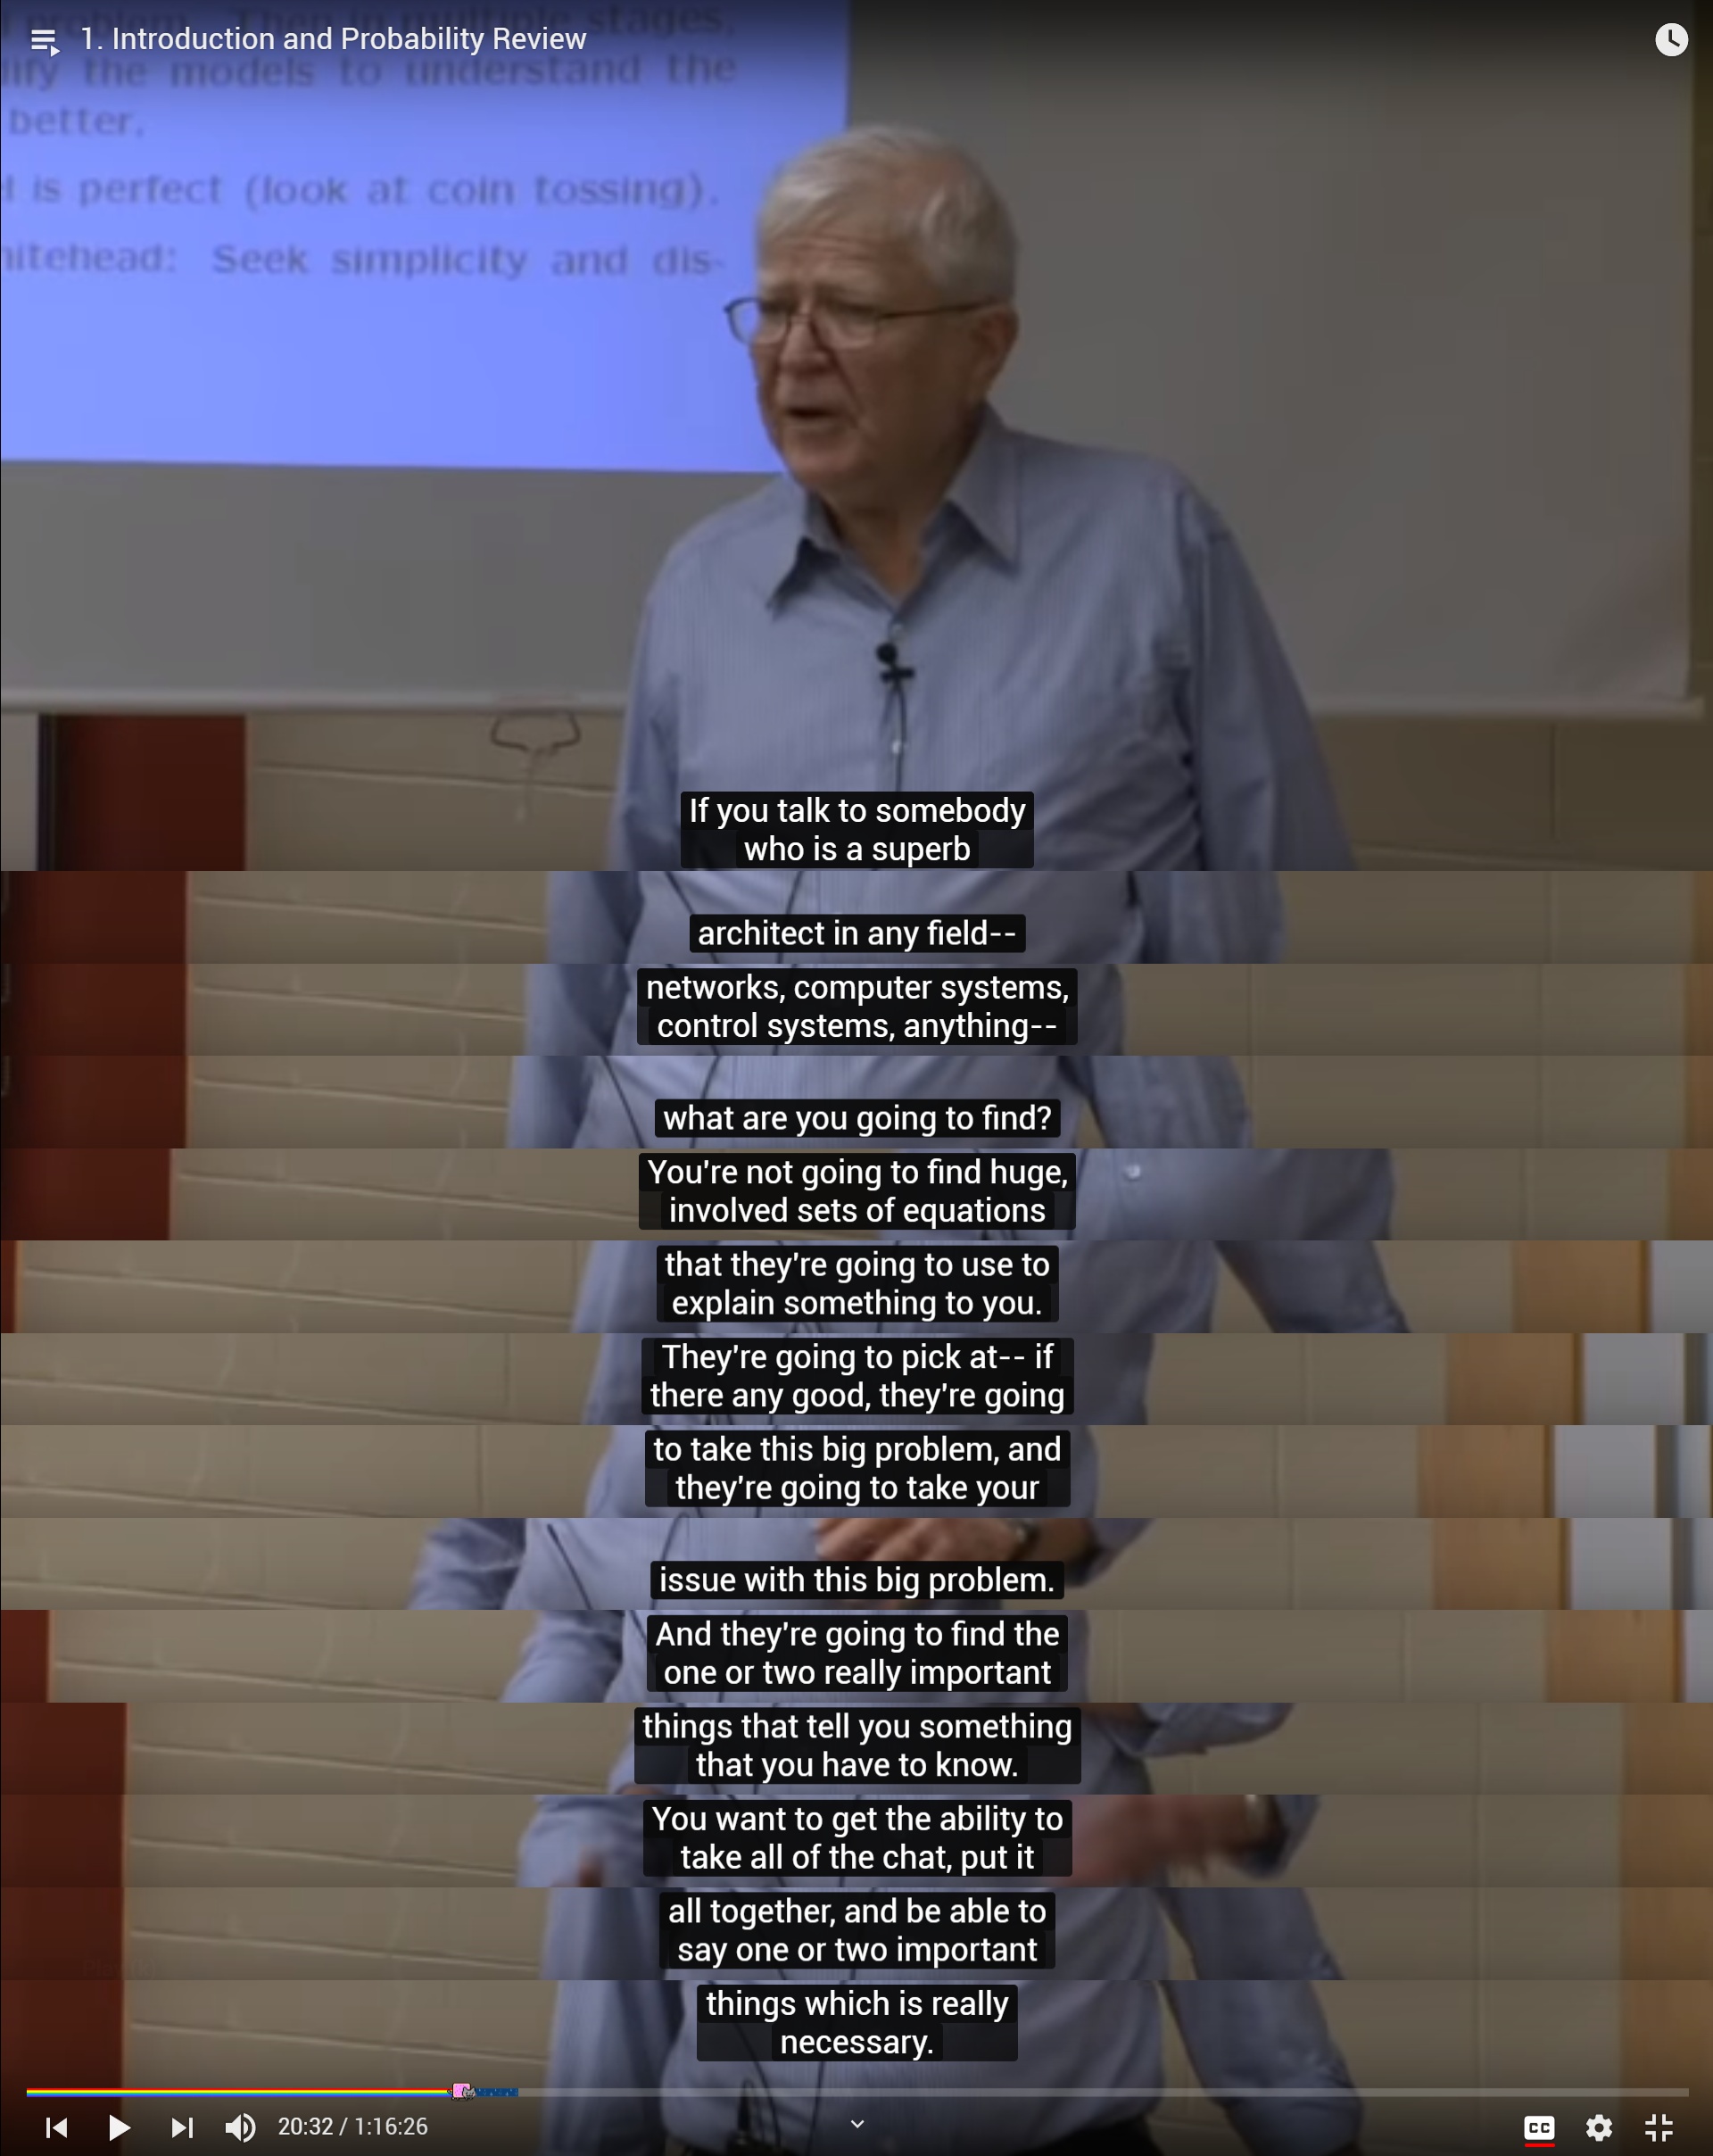 1. Introduction and Probability Review
problem. Then in multiple stages,
the models to understand the
better.
is perfect (look at coin tossing).
Seek simplicity and dis-
If you talk to somebody
who is a superb
architect in any field--
networks, computer systems,
control systems, anything--
what are you going to find?
You're not going to find huge,
involved sets of equations
that they're going to use to
explain something to you.
They're going to pick at-- if
there any good, they're going
to take this big problem, and
they're going to take your
issue with this big problem.
And they're going to find the
one or two really important
things that tell you something
that you have to know.
You want to get the ability to
take all of the chat, put it
all together, and be able to
say one or two important
things which is really
necessary.
20:32 / 1:16:26
CC